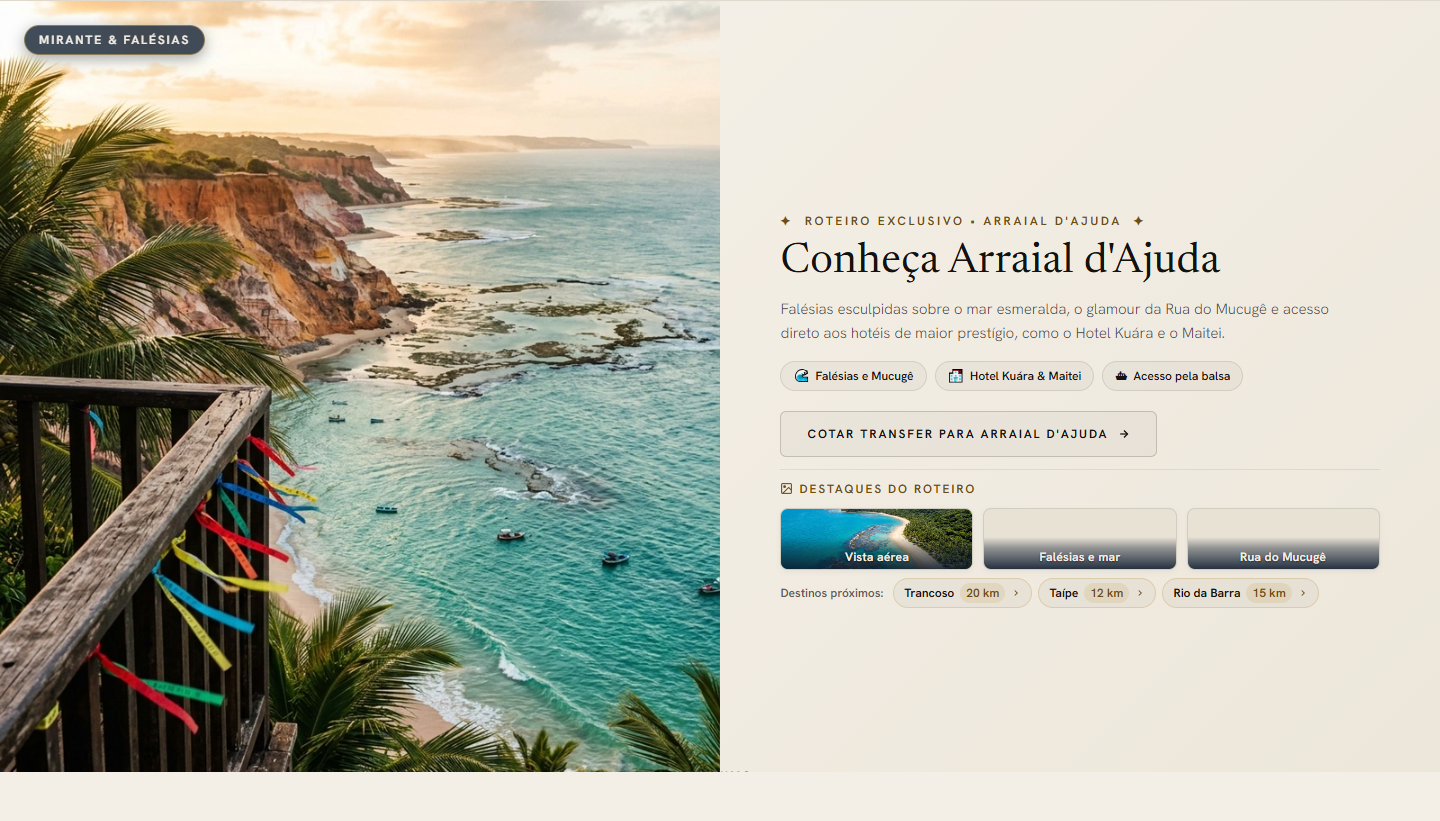 MIRANTE & FALÉSIAS
✦ ROTEIRO EXCLUSIVO • ARRAIAL D'AJUDA ✦
Conheça Arraial d'Ajuda
Falésias esculpidas sobre o mar esmeralda, o glamour da Rua do Mucugê e acesso
direto aos hotéis de maior prestígio, como o Hotel Kuára e o Maitei.
Falésias e Mucugê
Hotel Kuára & Maitei
Acesso pela balsa
COTAR TRANSFER PARA ARRAIAL D'AJUDA →
DESTAQUES DO ROTEIRO
Vista aérea
Falésias e mar
Rua do Mucugê
Destinos próximos: Trancoso 20 km › Taípe 12 km › Rio da Barra 15 km ›